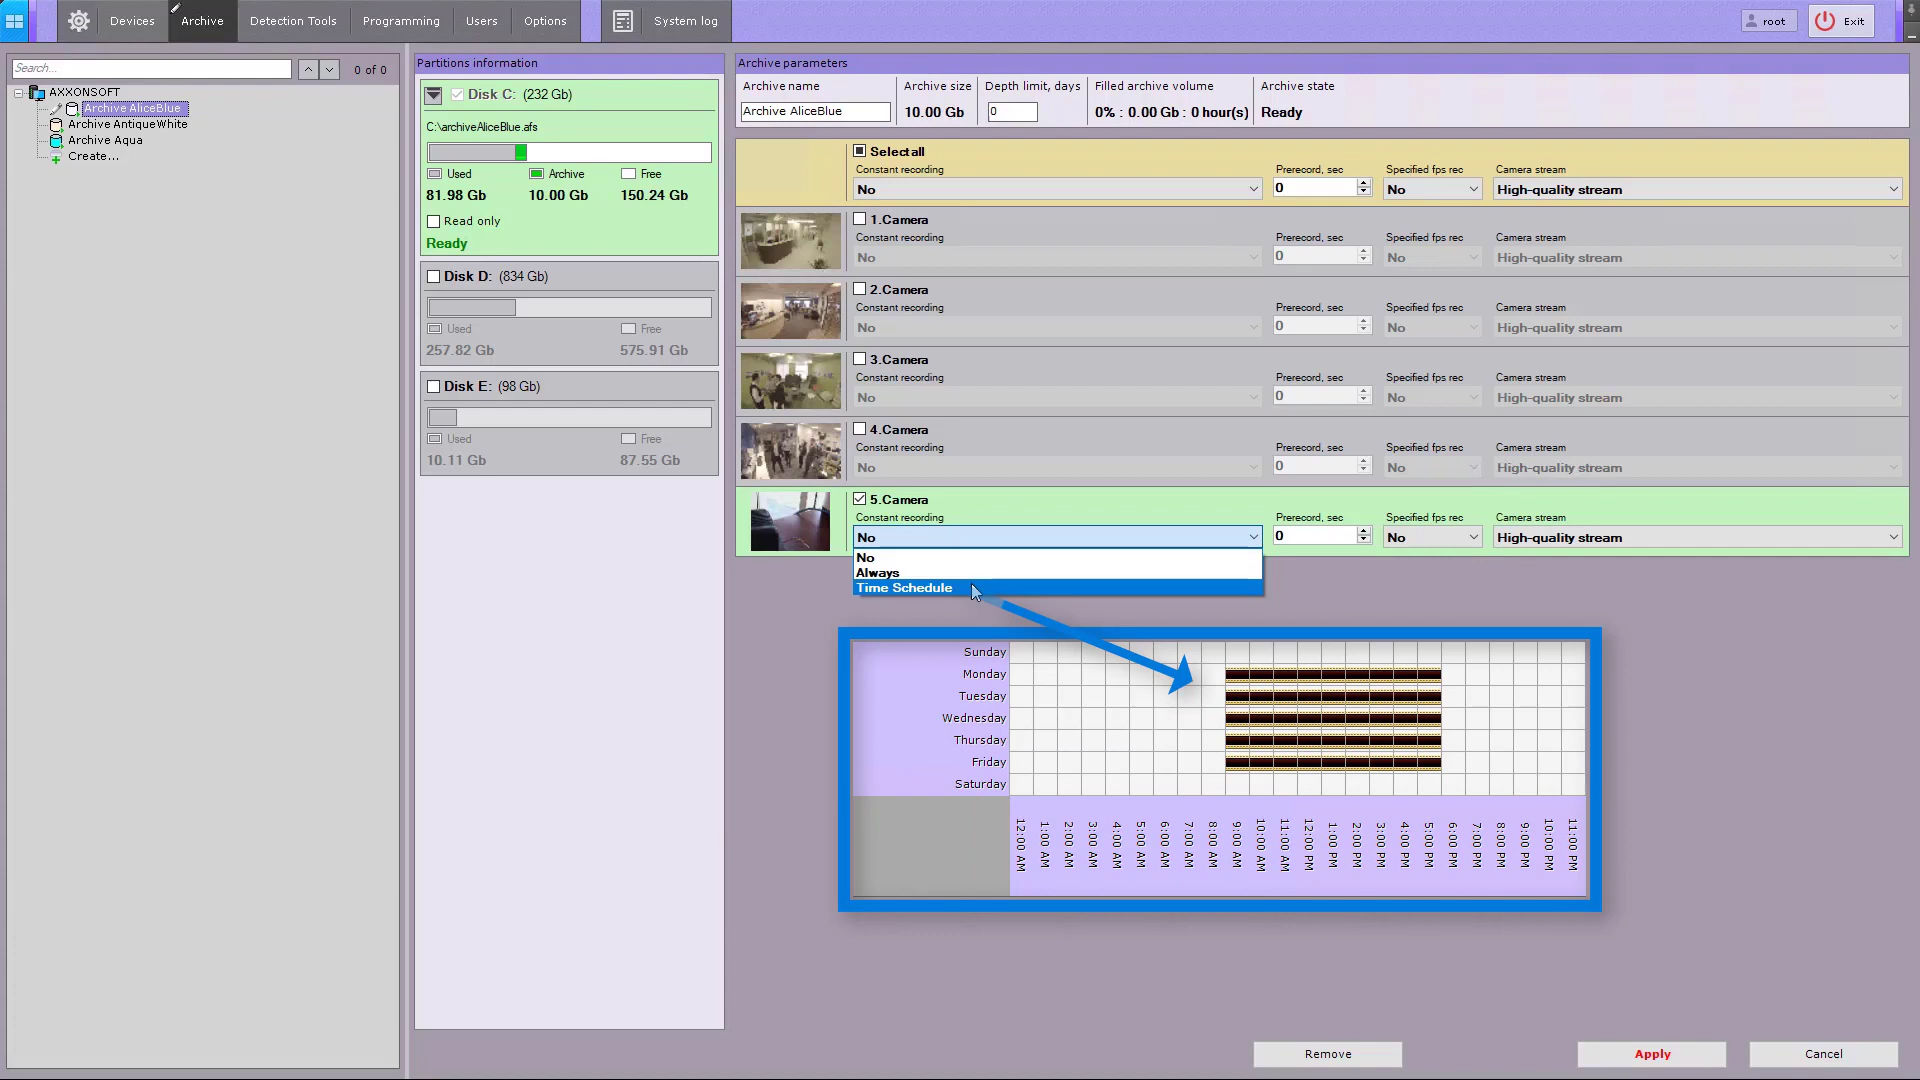 Devices
Archive
Detection Tools
Programming
Users
Options
System log
root
Exit
Search...
0 of 0
AXXONSOFT
Archive AliceBlue
Archive AntiqueWhite
Archive Aqua
Create...
Partitions information
Disk C: (232 Gb)
C:\archiveAliceBlue.afs
Used
Archive
Free
81.98 Gb
10.00 Gb
150.24 Gb
Read only
Ready
Disk D: (834 Gb)
Used
Free
257.82 Gb
575.91 Gb
Disk E: (98 Gb)
Used
Free
10.11 Gb
87.55 Gb
Archive parameters
Archive name
Archive size
Depth limit, days
Filled archive volume
Archive state
Archive AliceBlue
10.00 Gb
0
0% : 0.00 Gb : 0 hour(s)
Ready
Select all
Constant recording
Prerecord, sec
Specified fps rec
Camera stream
No
0
No
High-quality stream
1.Camera
Constant recording
Prerecord, sec
Specified fps rec
Camera stream
No
0
No
High-quality stream
2.Camera
Constant recording
Prerecord, sec
Specified fps rec
Camera stream
No
0
No
High-quality stream
3.Camera
Constant recording
Prerecord, sec
Specified fps rec
Camera stream
No
0
No
High-quality stream
4.Camera
Constant recording
Prerecord, sec
Specified fps rec
Camera stream
No
0
No
High-quality stream
5.Camera
Constant recording
Prerecord, sec
Specified fps rec
Camera stream
No
0
No
High-quality stream
No
Always
Time Schedule
Sunday
Monday
Tuesday
Wednesday
Thursday
Friday
Saturday
12:00 AM
1:00 AM
2:00 AM
3:00 AM
4:00 AM
5:00 AM
6:00 AM
7:00 AM
8:00 AM
9:00 AM
10:00 AM
11:00 AM
12:00 PM
1:00 PM
2:00 PM
3:00 PM
4:00 PM
5:00 PM
6:00 PM
7:00 PM
8:00 PM
9:00 PM
10:00 PM
11:00 PM
Remove
Apply
Cancel